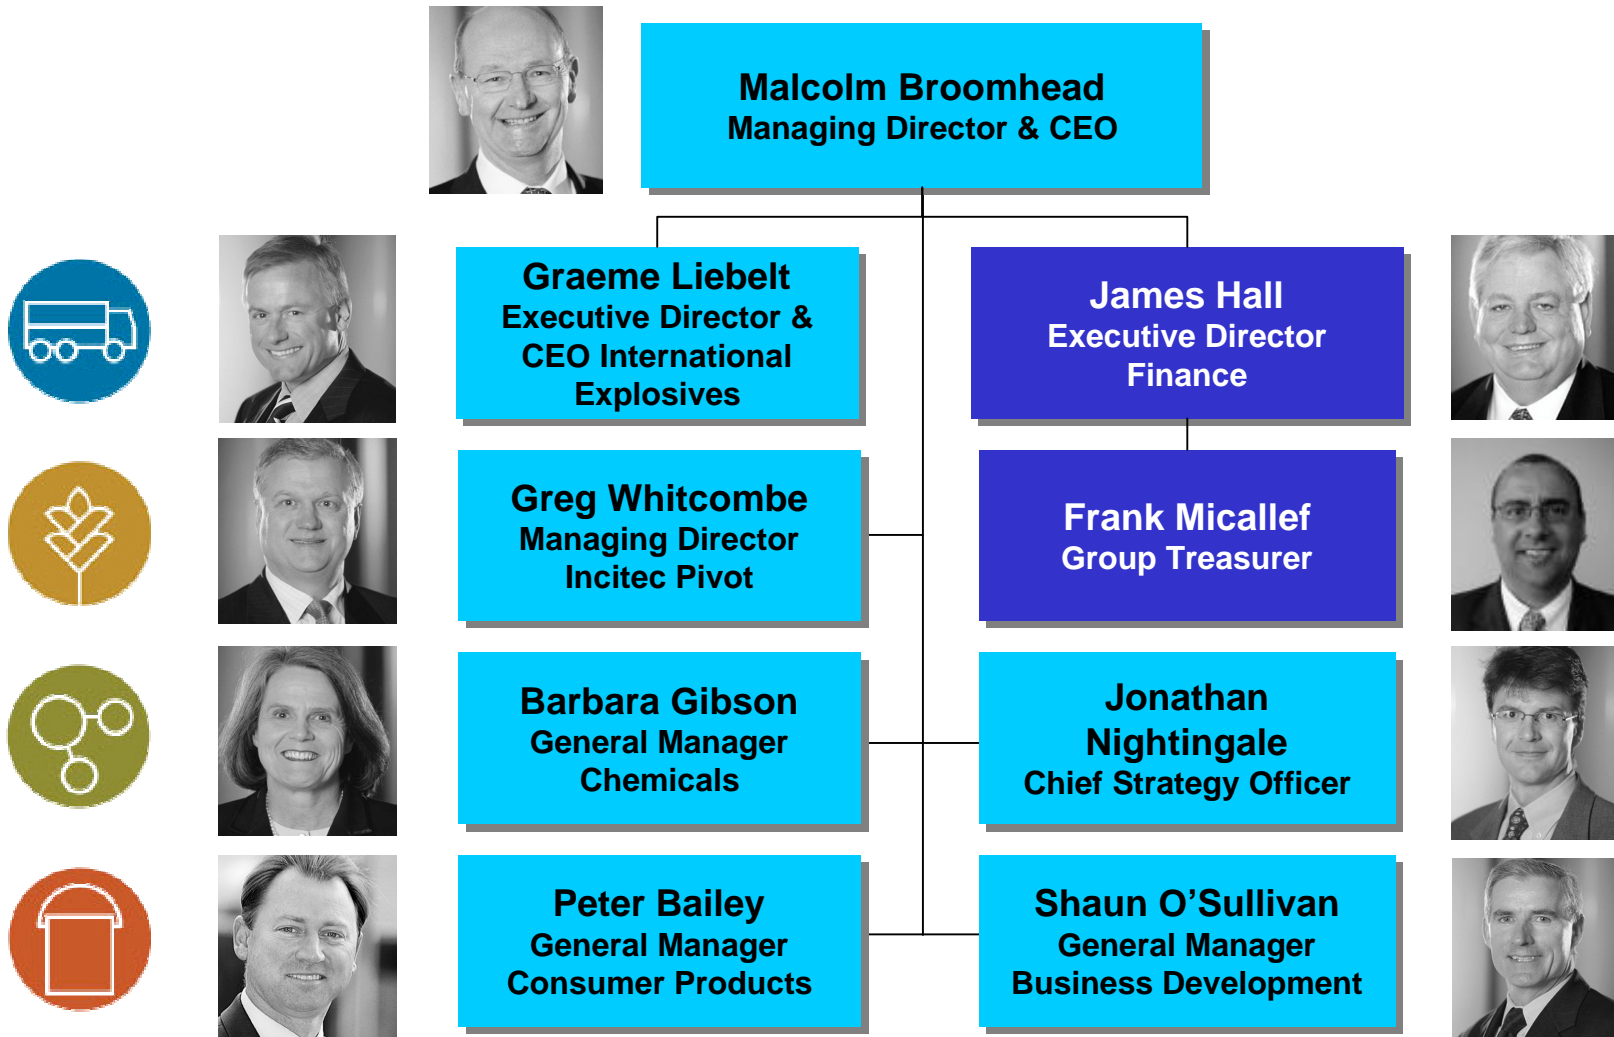 Malcolm Broomhead
Managing Director & CEO
Graeme Liebelt
Executive Director &
CEO International
Explosives
James Hall
Executive Director
Finance
Greg Whitcombe
Managing Director
Incitec Pivot
Frank Micallef
Group Treasurer
Barbara Gibson
General Manager
Chemicals
Jonathan
Nightingale
Chief Strategy Officer
Peter Bailey
General Manager
Consumer Products
Shaun O’Sullivan
General Manager
Business Development